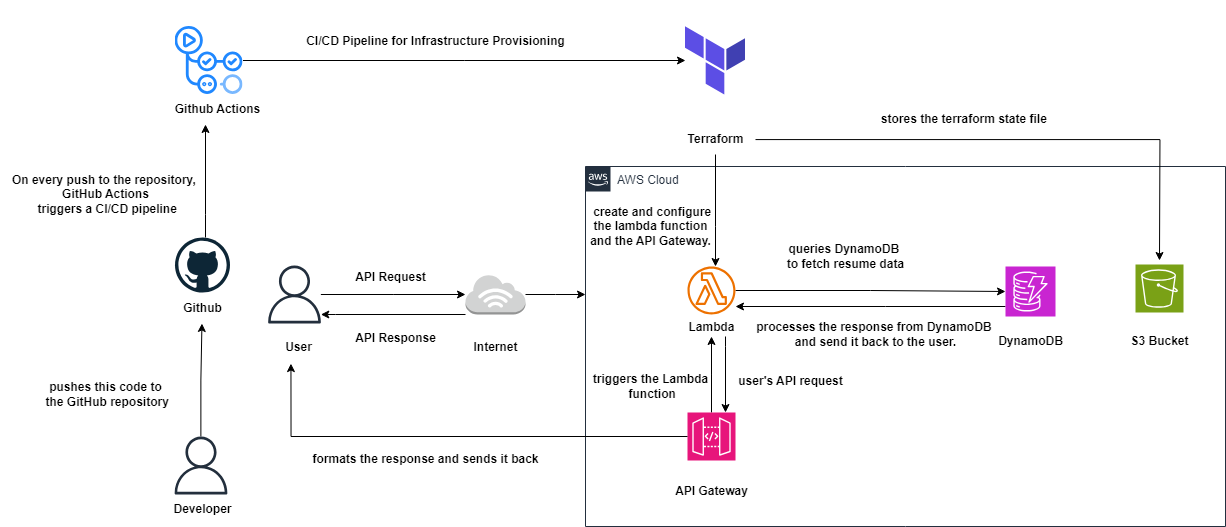 CI/CD Pipeline for Infrastructure Provisioning
Github Actions
stores the terraform state file
Terraform
On every push to the repository,
GitHub Actions
triggers a CI/CD pipeline
aws
AWS Cloud
create and configure
the lambda function
and the API Gateway.
queries DynamoDB
to fetch resume data
API Request
Github
Lambda
processes the response from DynamoDB
and send it back to the user.
DynamoDB
S3 Bucket
API Response
User
Internet
pushes this code to
the GitHub repository
triggers the Lambda
function
user's API request
formats the response and sends it back
API Gateway
Developer